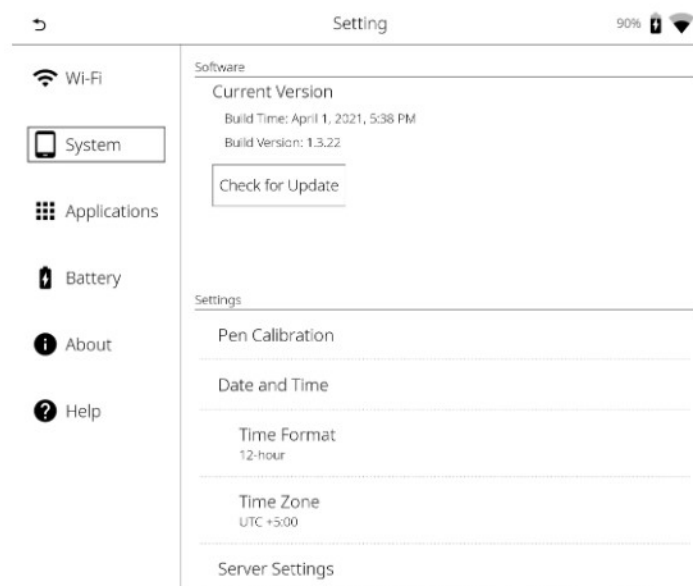 Setting
90%
Wi-Fi
System
Applications
Battery
About
Help
Software
Current Version
Build Time: April 1, 2021, 5:38 PM
Build Version: 1.3.22
Check for Update
Settings
Pen Calibration
Date and Time
Time Format
12-hour
Time Zone
UTC +5:00
Server Settings